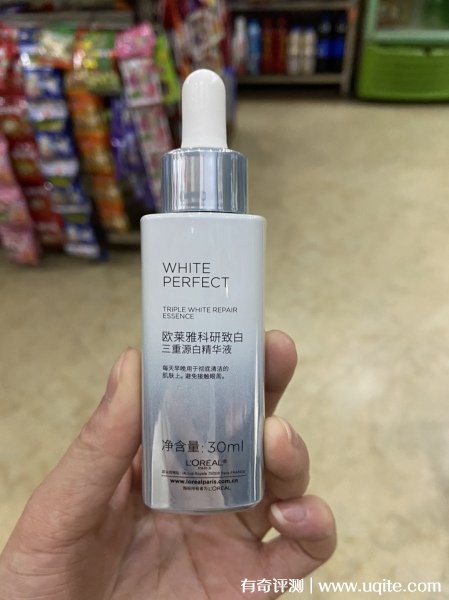 WHITE
PERFECT
TRIPLE WHITE REPAIR
ESSENCE
欧莱雅科研致白
三重源白精华液
每天早晚用于彻底清洁的
肌肤上。避免接触眼周。
净含量: 30ml
L'ORÉAL
PARIS
www.lorealparis.com.cn
有奇评测 | www.uqite.com